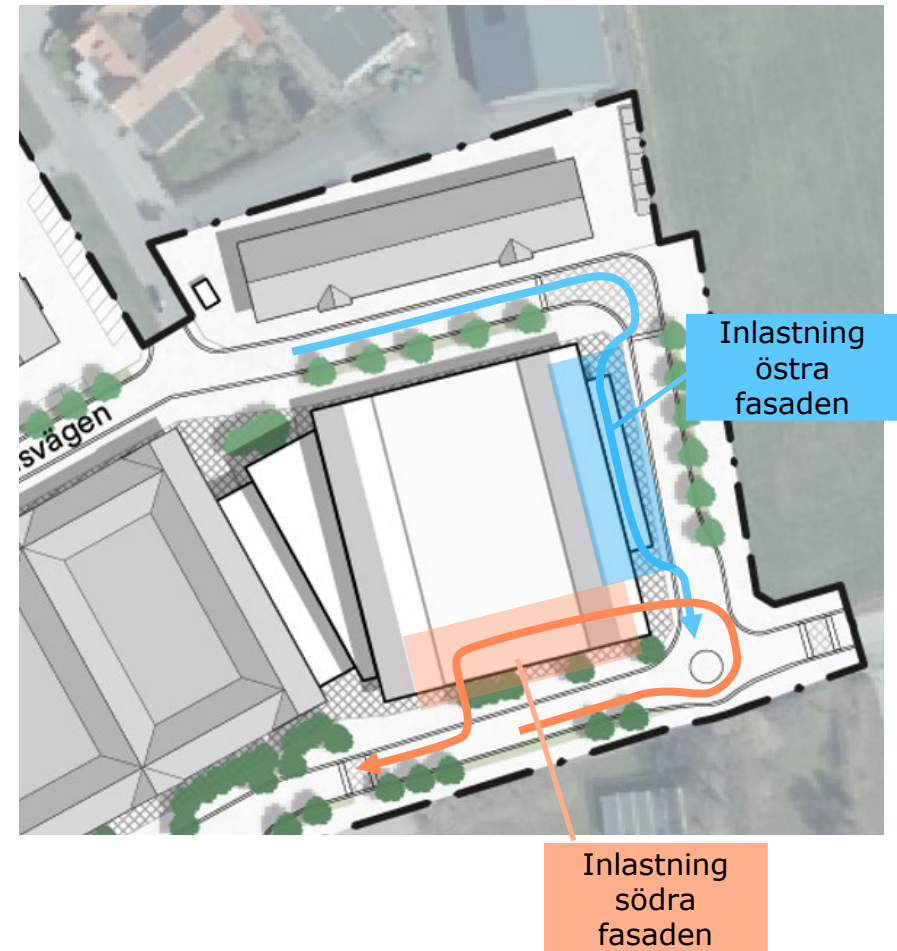 Inlastning
östra
fasaden
svägen
Inlastning
södra
fasaden